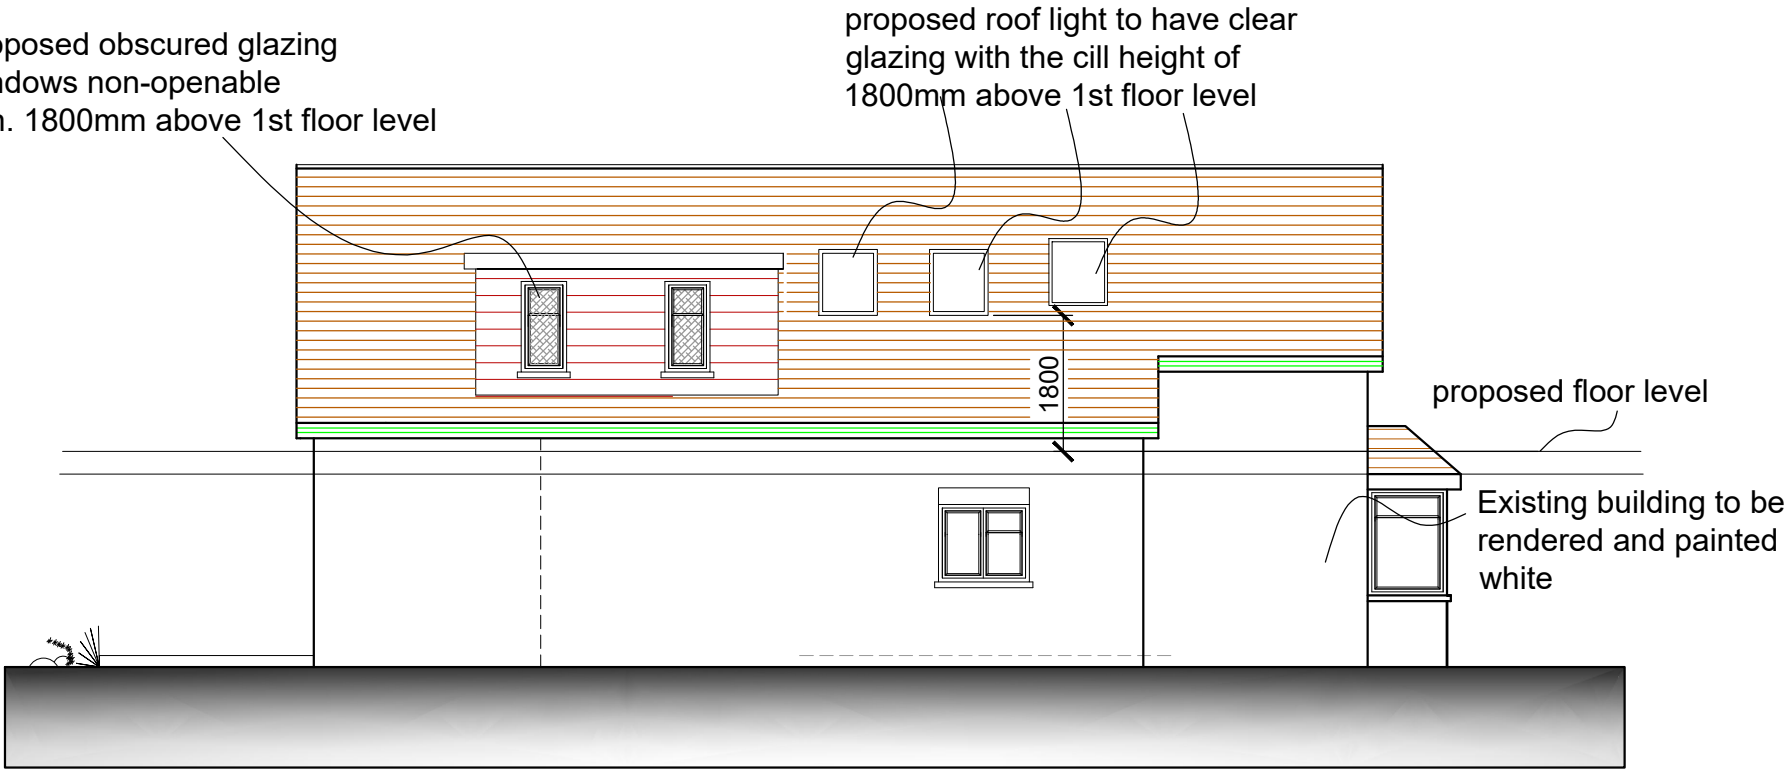 obscured glazing
non-openable
1800mm above 1st floor level
proposed roof light to have clear
glazing with the cill height of
1800mm above 1st floor level
1800
proposed floor level
Existing building to be
rendered and painted
white